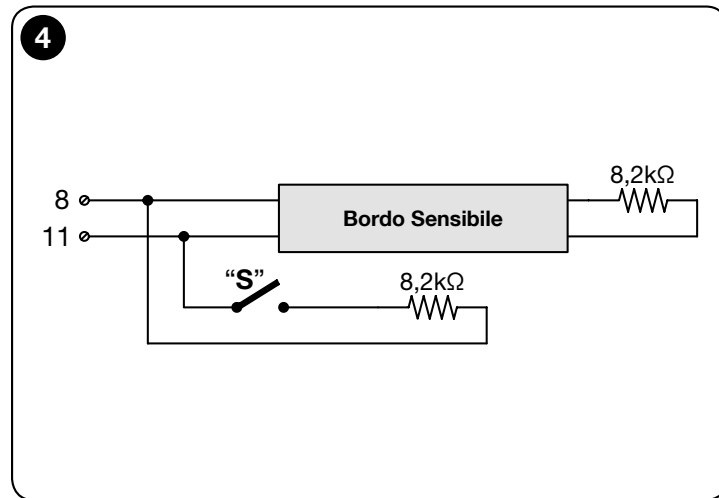 4
8,2kΩ
8
Bordo Sensibile
11
“S”
8,2kΩ